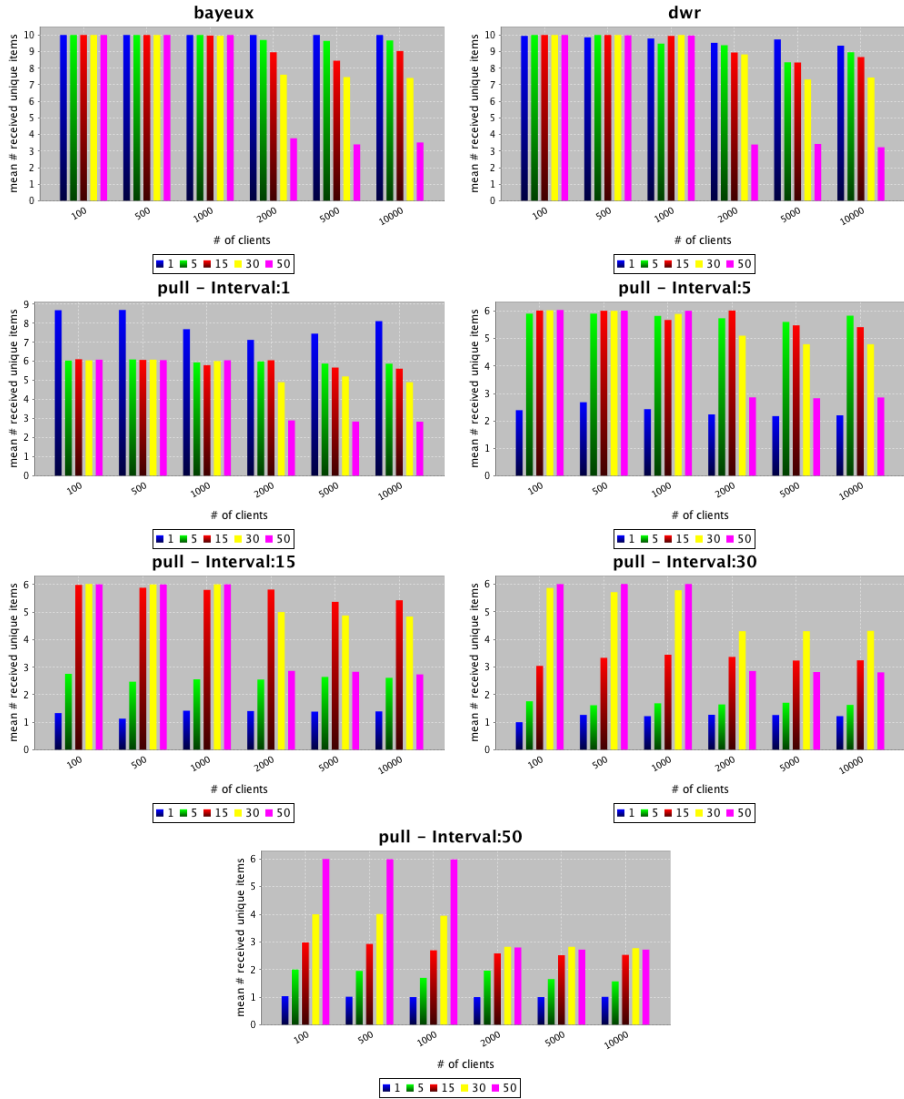 bayeux
mean # received unique items
10
9
8
7
6
5
4
3
2
1
0
100 500 1000 2000 5000 10000
# of clients
1 5 15 30 50
dwr
mean # received unique items
10
9
8
7
6
5
4
3
2
1
0
100 500 1000 2000 5000 10000
# of clients
1 5 15 30 50
pull - Interval:1
mean # received unique items
9
8
7
6
5
4
3
2
1
0
100 500 1000 2000 5000 10000
# of clients
1 5 15 30 50
pull - Interval:5
mean # received unique items
6
5
4
3
2
1
0
100 500 1000 2000 5000 10000
# of clients
1 5 15 30 50
pull - Interval:15
mean # received unique items
6
5
4
3
2
1
0
100 500 1000 2000 5000 10000
# of clients
1 5 15 30 50
pull - Interval:30
mean # received unique items
6
5
4
3
2
1
0
100 500 1000 2000 5000 10000
# of clients
1 5 15 30 50
pull - Interval:50
mean # received unique items
6
5
4
3
2
1
0
100 500 1000 2000 5000 10000
# of clients
1 5 15 30 50